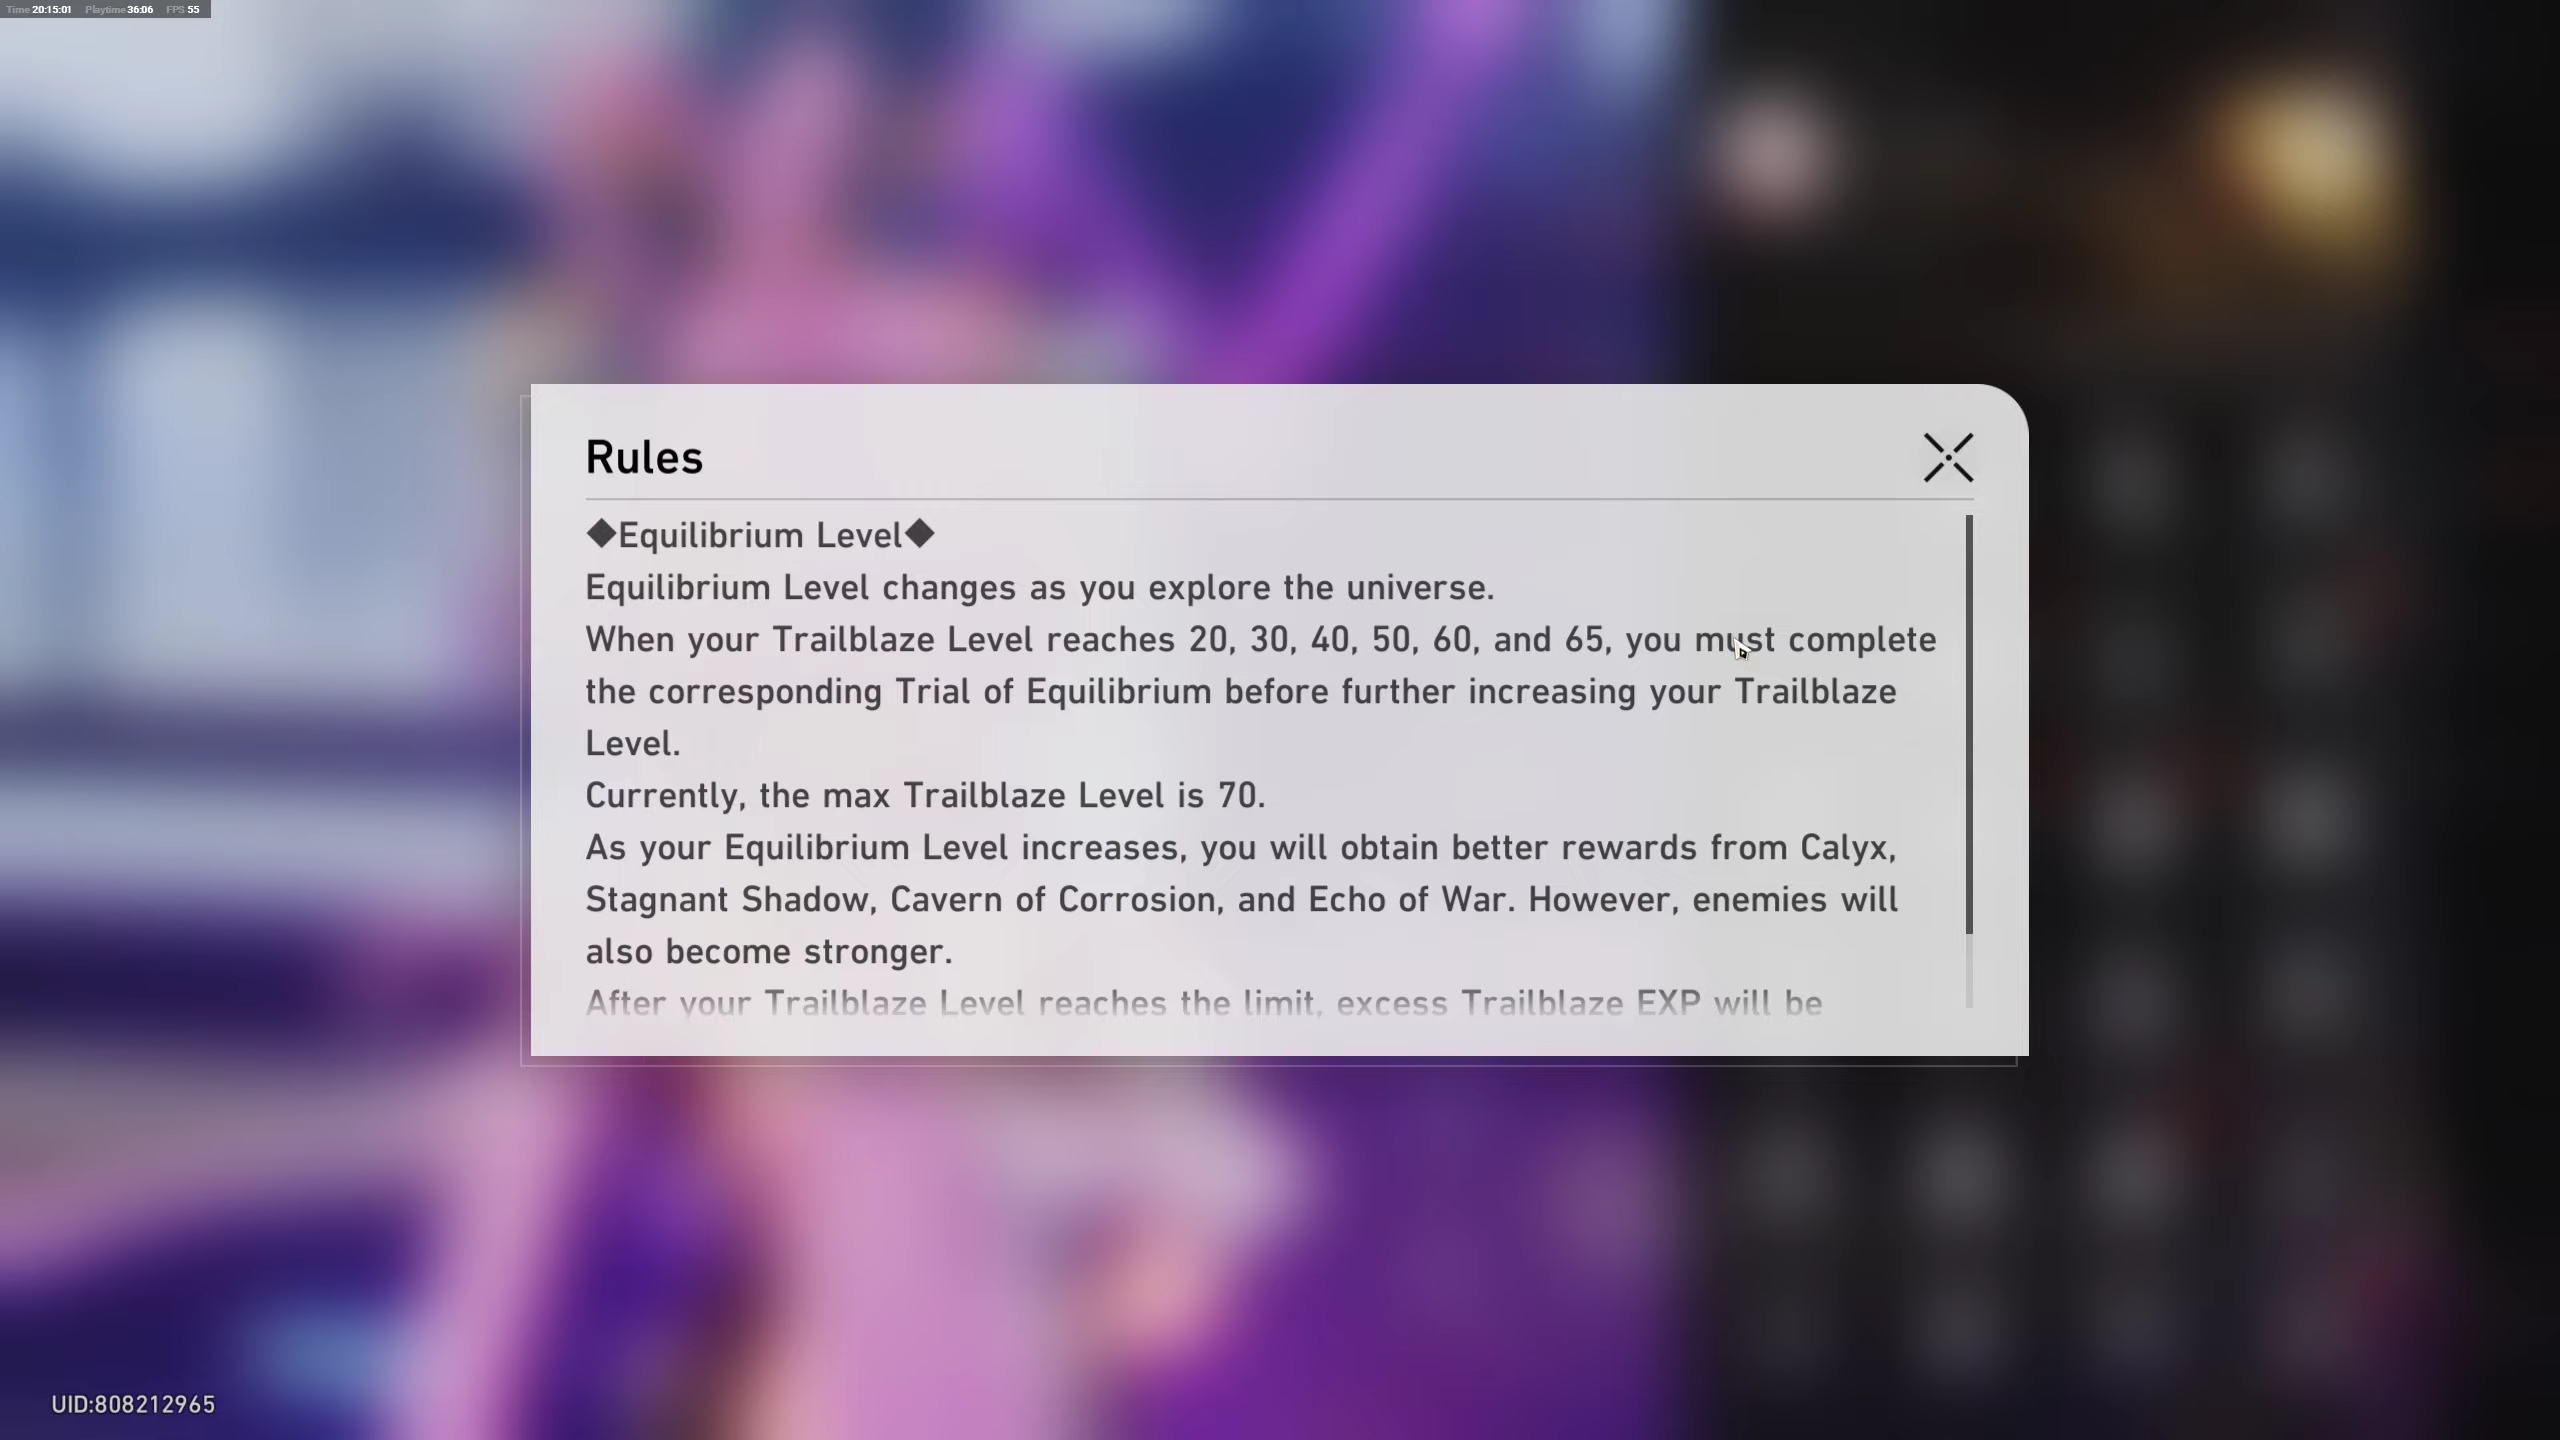 Time 20:15:01 Playtime 36:06 FPS 55
Rules
◆Equilibrium Level◆
Equilibrium Level changes as you explore the universe.
When your Trailblaze Level reaches 20, 30, 40, 50, 60, and 65, you must complete
the corresponding Trial of Equilibrium before further increasing your Trailblaze
Level.
Currently, the max Trailblaze Level is 70.
As your Equilibrium Level increases, you will obtain better rewards from Calyx,
Stagnant Shadow, Cavern of Corrosion, and Echo of War. However, enemies will
also become stronger.
After your Trailblaze Level reaches the limit, excess Trailblaze EXP will be
UID:808212965